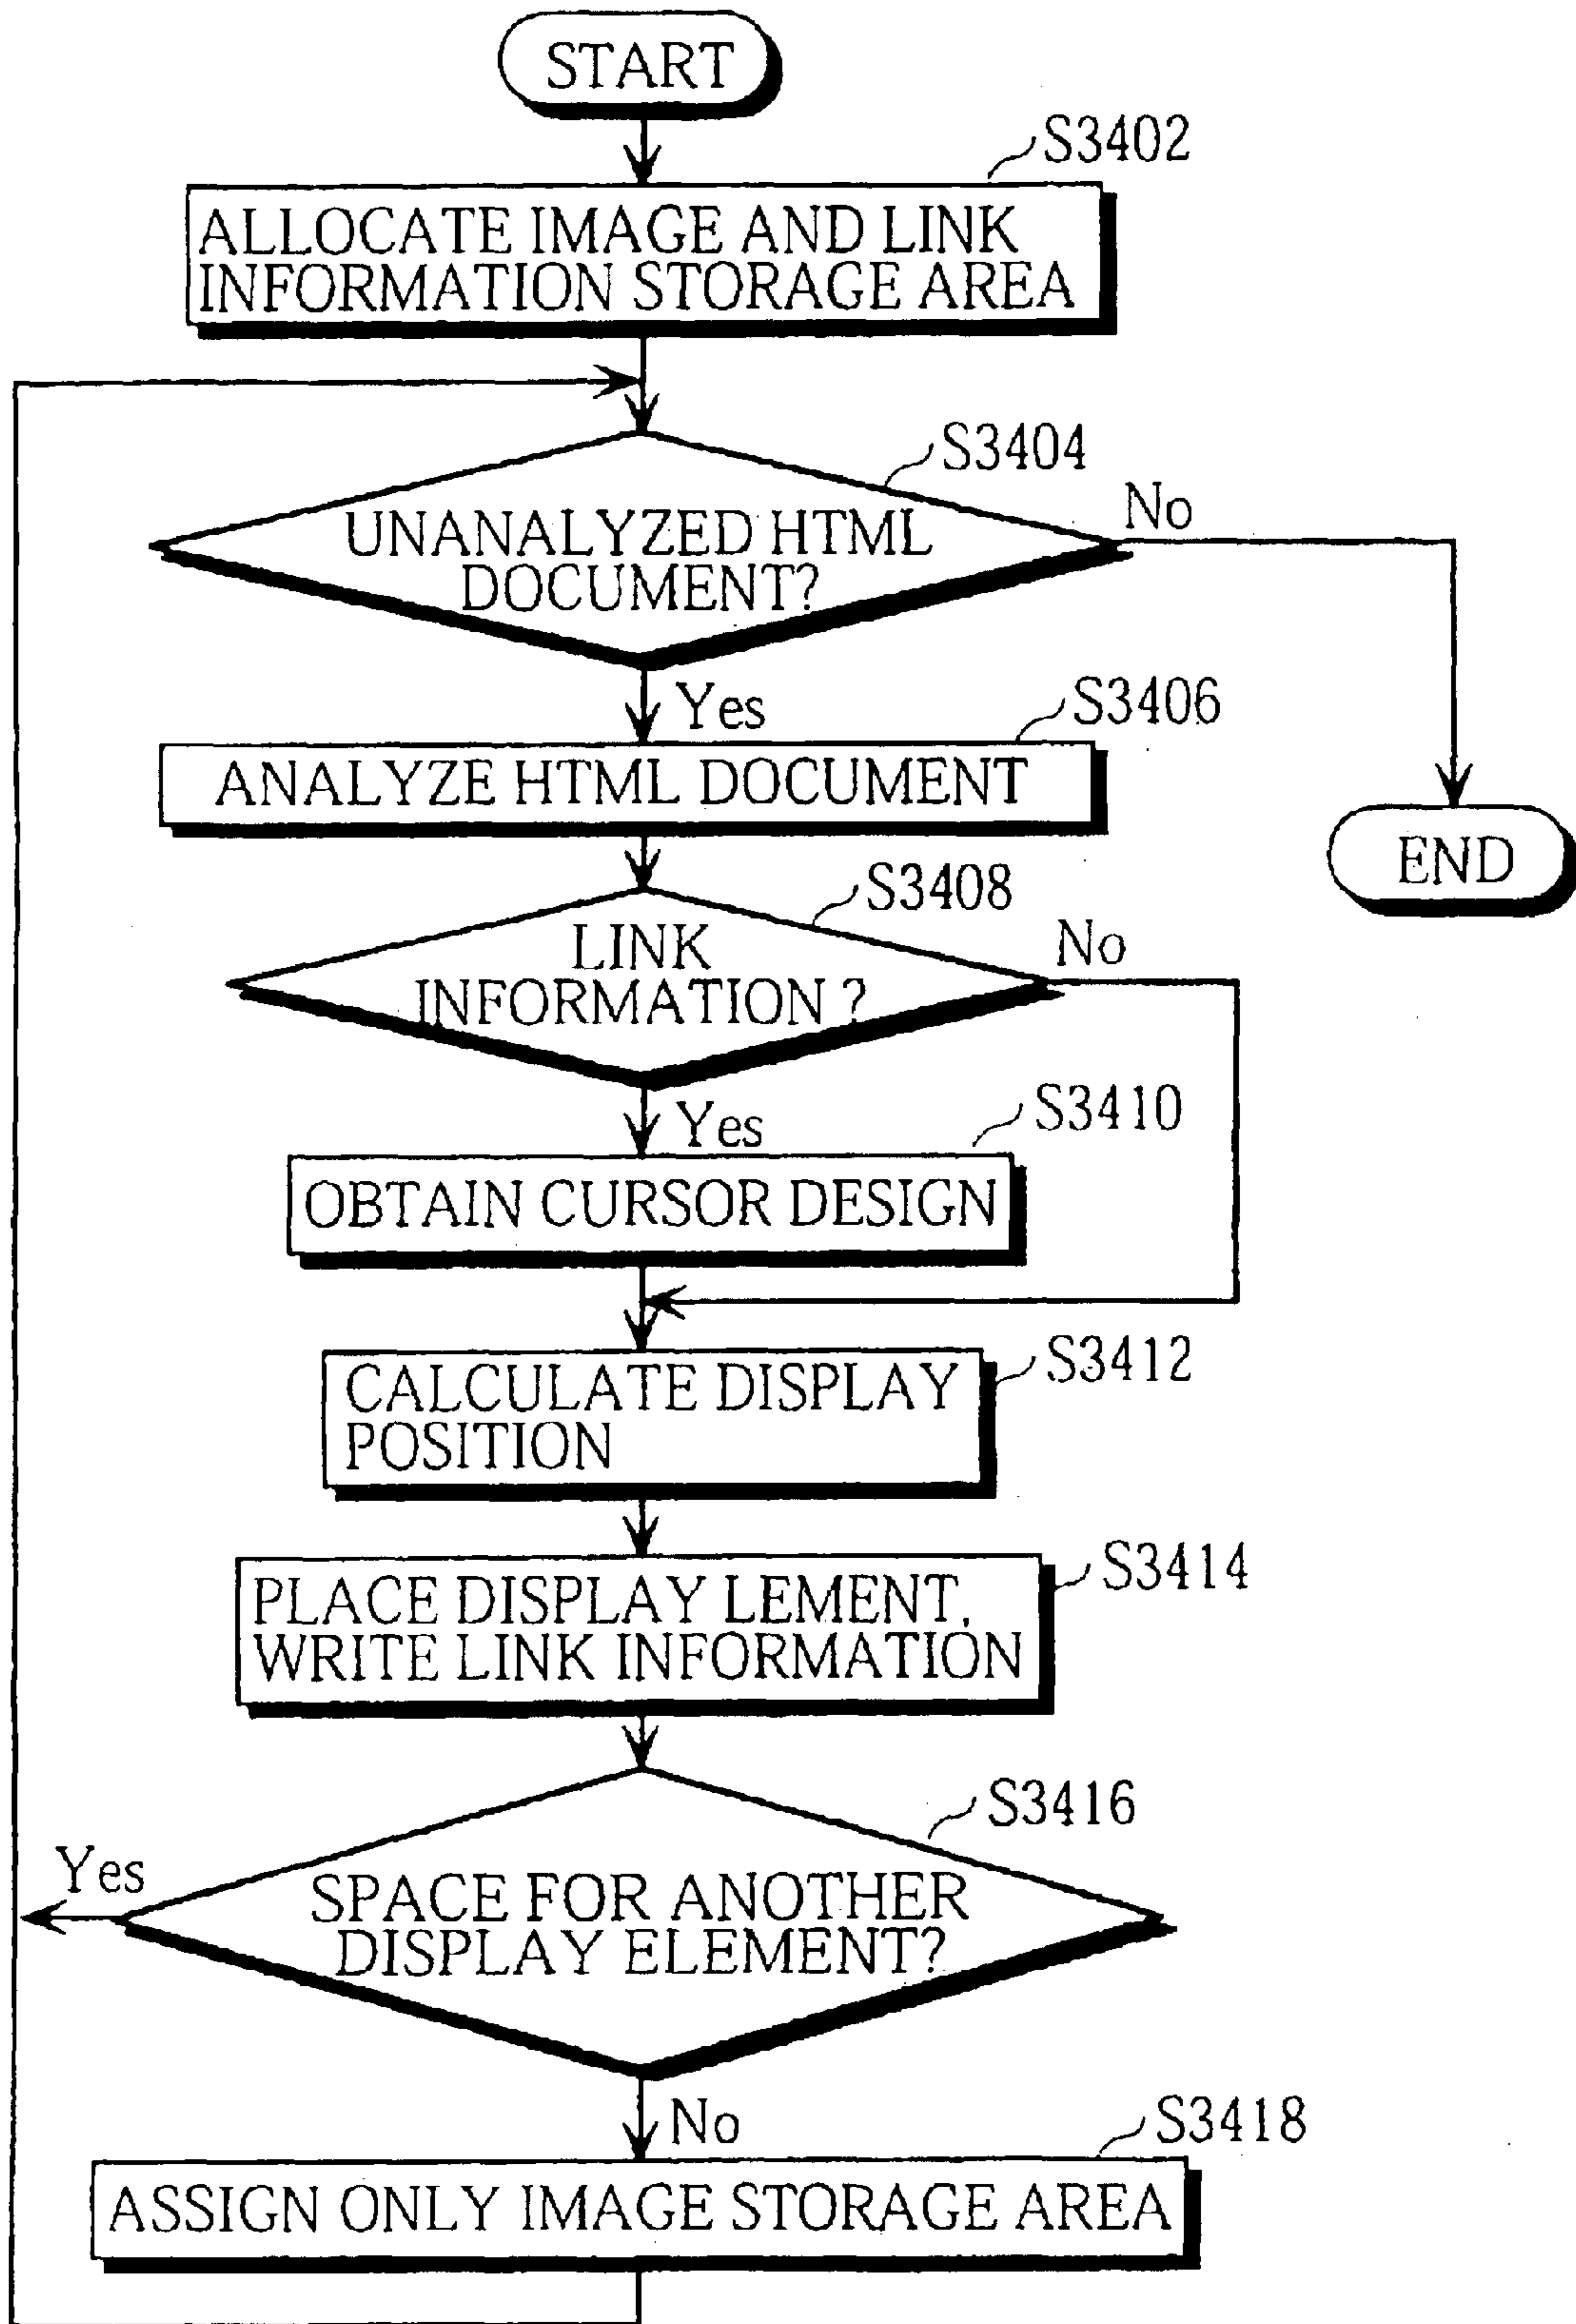 START
S3402
ALLOCATE IMAGE AND LINK
INFORMATION STORAGE AREA
S3404
No
UNANALYZED HTML
DOCUMENT?
Yes
S3406
ANALYZE HTML DOCUMENT
END
S3408
No
LINK
INFORMATION ?
Yes
S3410
OBTAIN CURSOR DESIGN
S3412
CALCULATE DISPLAY
POSITION
S3414
PLACE DISPLAY LEMENT,
WRITE LINK INFORMATION
S3416
Yes
SPACE FOR ANOTHER
DISPLAY ELEMENT?
No
S3418
ASSIGN ONLY IMAGE STORAGE AREA